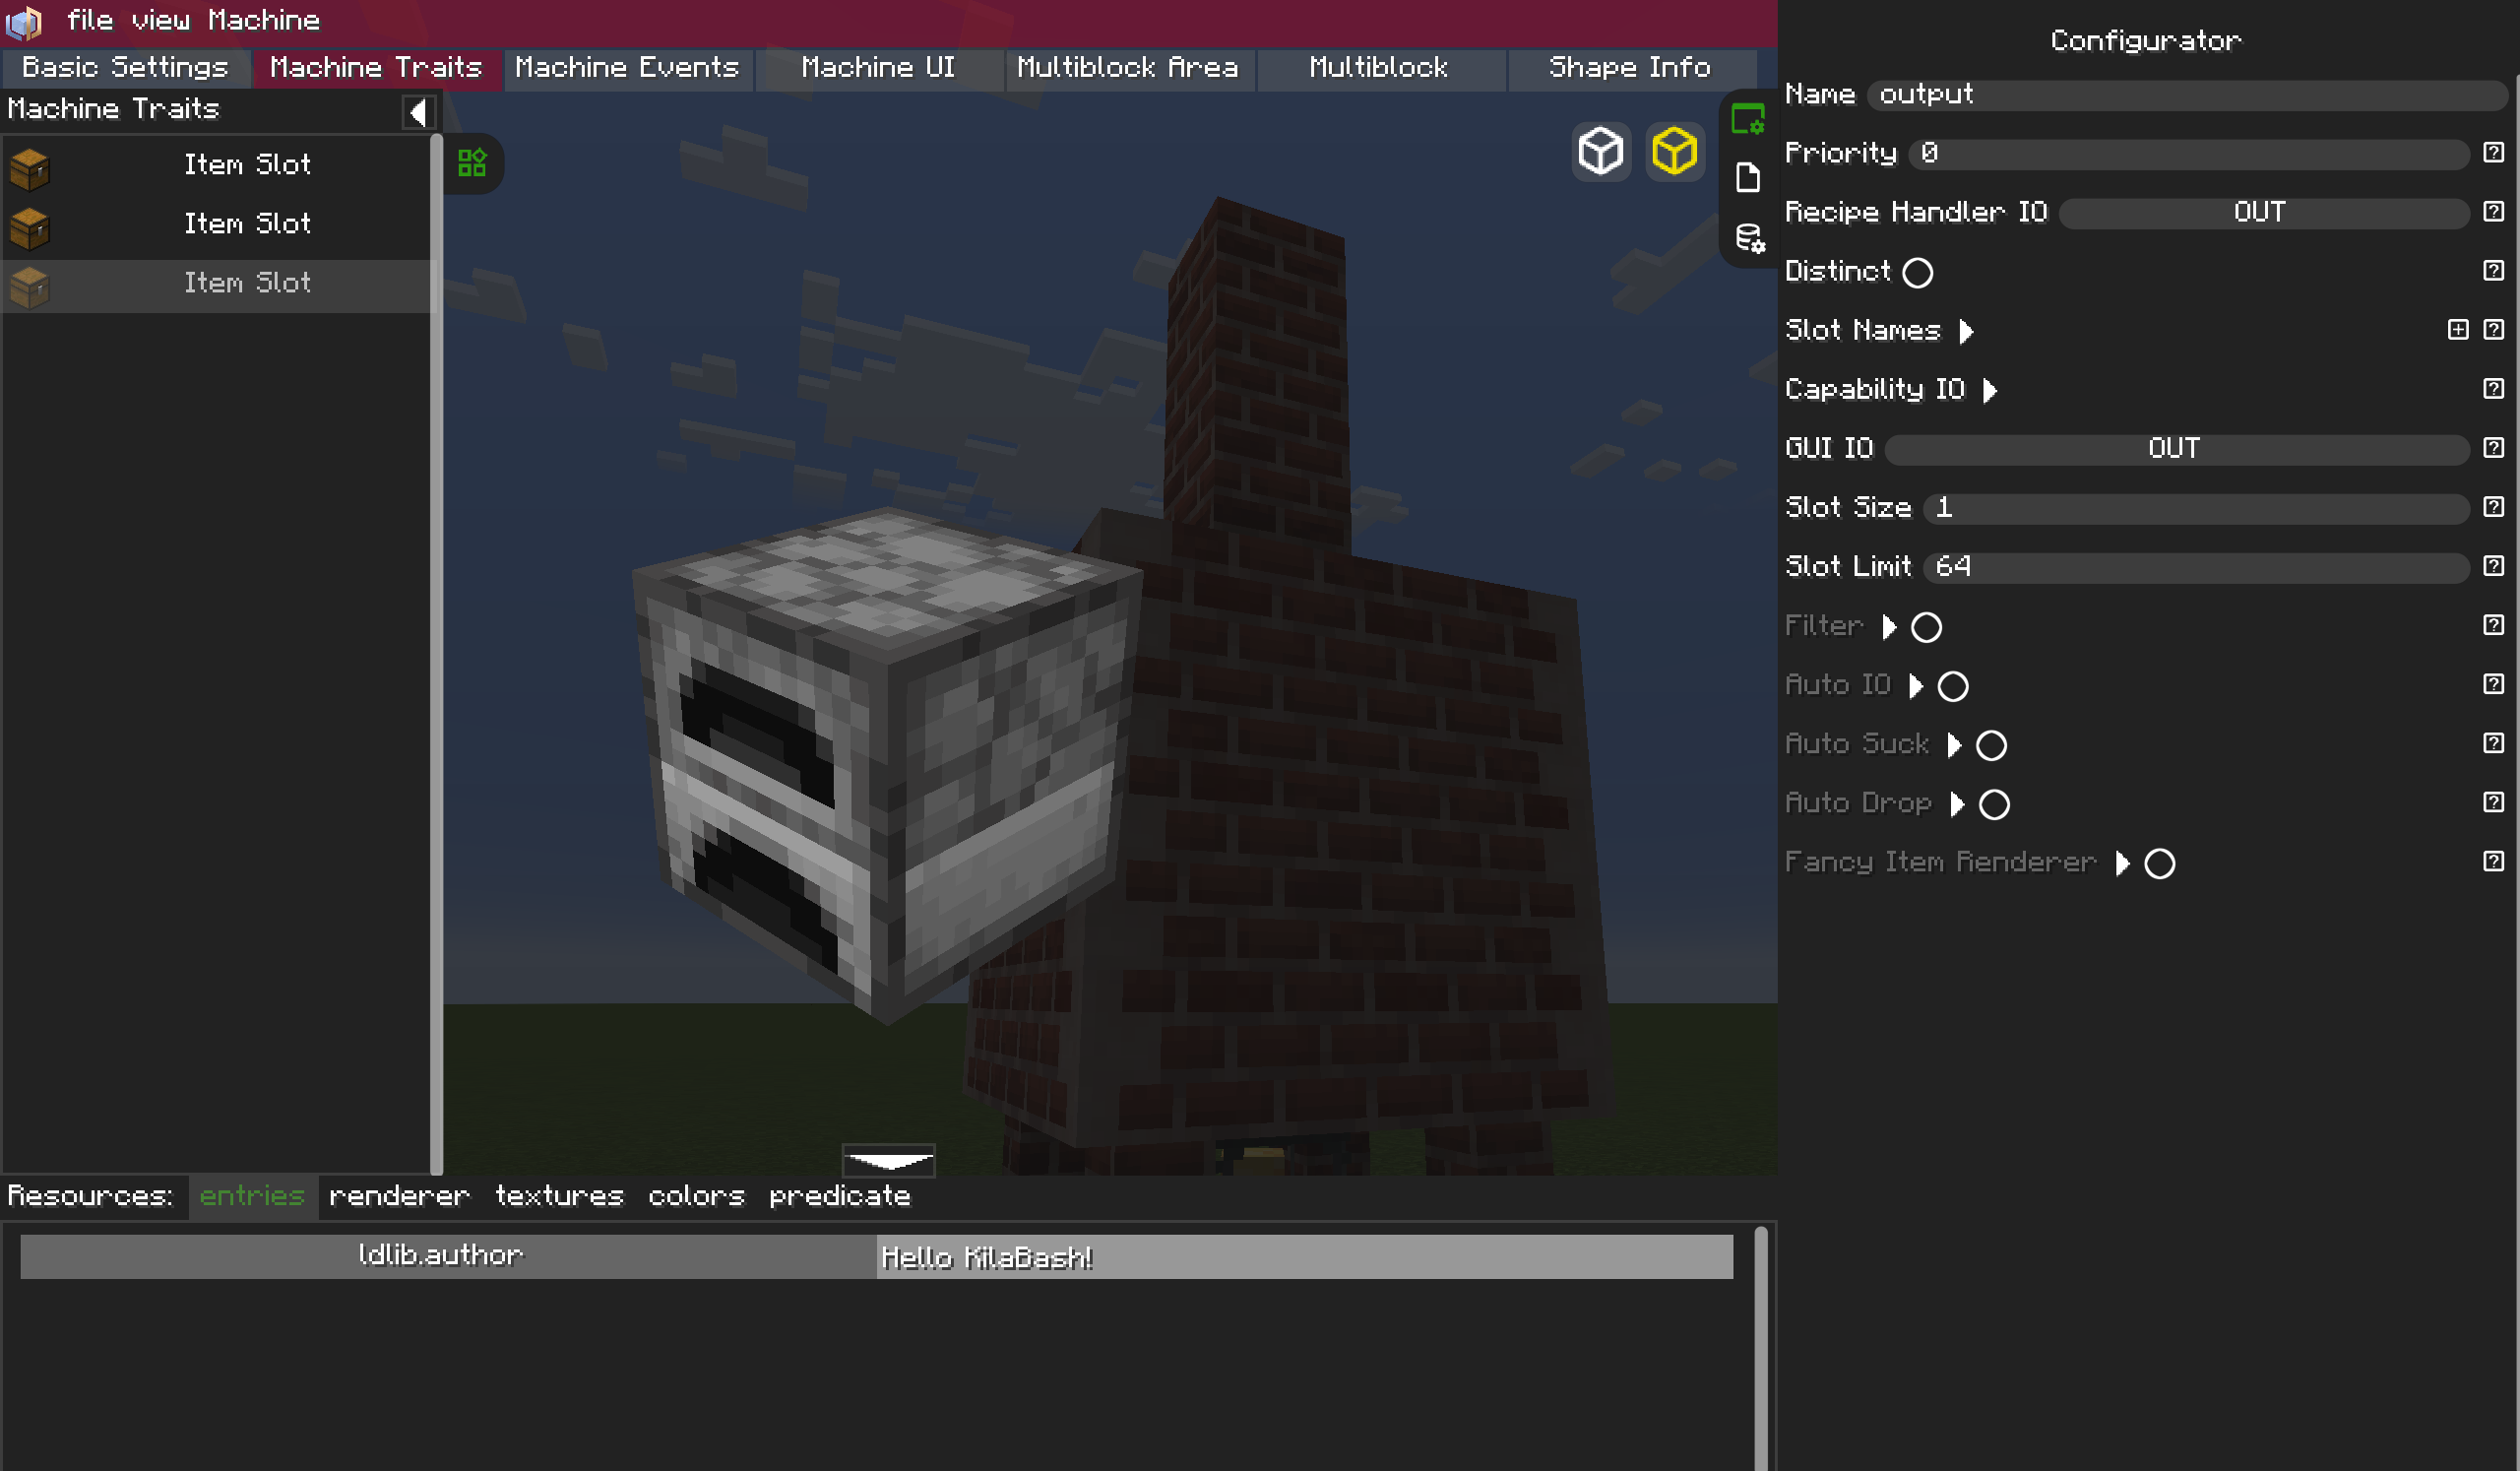 file view Machine
Basic Settings Machine Traits Machine Events Machine UI Multiblock Area Multiblock Shape Info
Machine Traits
Item Slot
Item Slot
Item Slot
Configurator
Name output
Priority 0
Recipe Handler IO OUT
Distinct
Slot Names
Capability IO
GUI IO OUT
Slot Size 1
Slot Limit 64
Filter
Auto IO
Auto Suck
Auto Drop
Fancy Item Renderer
Resources: entries renderer textures colors predicate
ldlib.author Hello KilaBash!